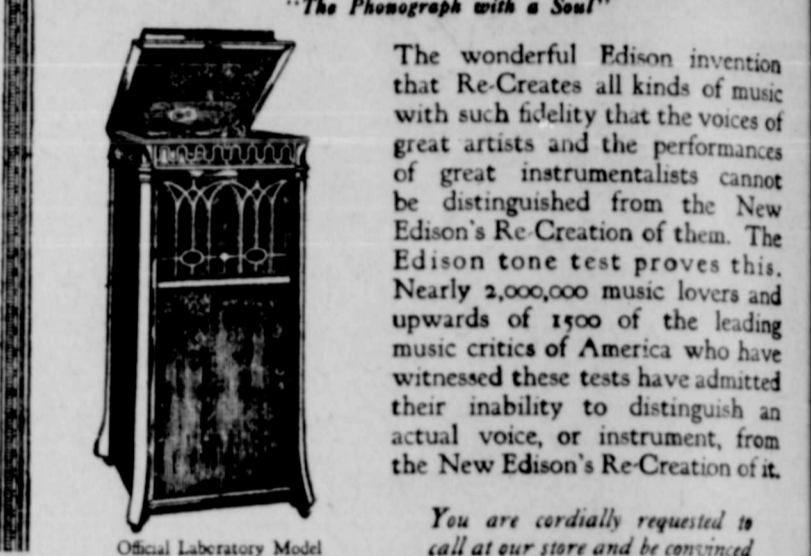 "The Phonograph with a Soul"
The wonderful Edison invention
that Re-Creates all kinds of music
with such fidelity that the voices of
great artists and the performances
of great instrumentalists cannot
be distinguished from the New
Edison's Re-Creation of them. The
Edison tone test proves this.
Nearly 2,000,000 music lovers and
upwards of 1500 of the leading
music critics of America who have
witnessed these tests have admitted
their inability to distinguish an
actual voice, or instrument, from
the New Edison's Re-Creation of it.
You are cordially requested to
call at our store and be convinced
Official Laboratory Model